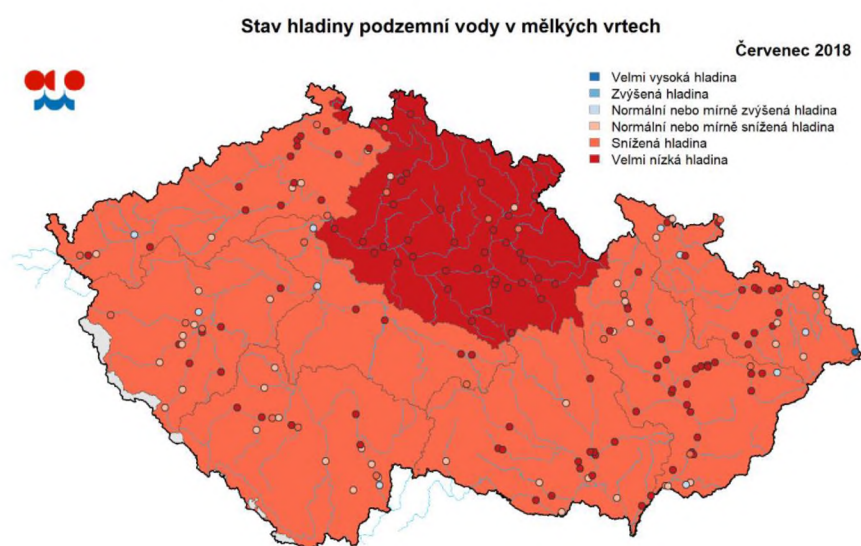 Stav hladiny podzemní vody v mělkých vrtech
Červenec 2018
Velmi vysoká hladina
Zvýšená hladina
Normální nebo mírně zvýšená hladina
Normální nebo mírně snížená hladina
Snížená hladina
Velmi nízká hladina